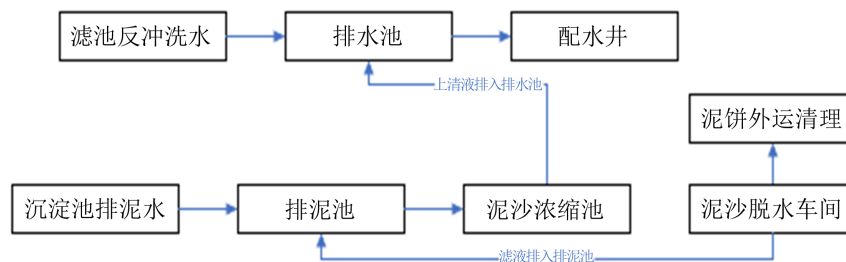 滤池反冲洗水
排水池
配水井
上清液排入排水池
泥饼外运清理
沉淀池排泥水
排泥池
泥沙浓缩池
泥沙脱水车间
滤液排入排泥池